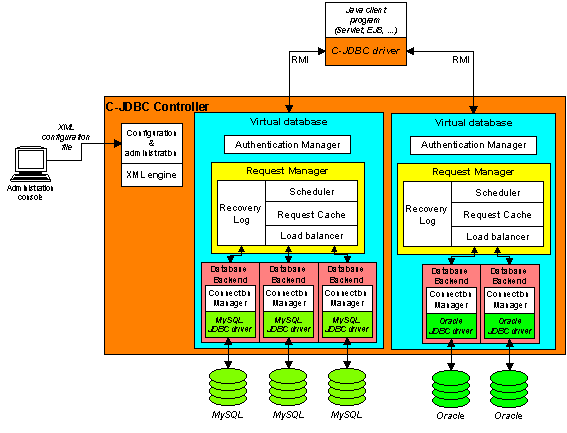 Java client
program
(Servlet, EJB, ...)
C-JDBC driver
RMI
RMI
C-JDBC Controller
XML
configuration
file
Administration
console
Configuration
&
administration
XML engine
Virtual database
Authentication Manager
Request Manager
Recovery
Log
Scheduler
Request Cache
Load balancer
Database
Backend
Connection
Manager
MySQL
JDBC driver
Database
Backend
Connection
Manager
MySQL
JDBC driver
Database
Backend
Connection
Manager
MySQL
JDBC driver
MySQL
MySQL
MySQL
Virtual database
Authentication Manager
Request Manager
Recovery
Log
Scheduler
Request Cache
Load balancer
Database
Backend
Connection
Manager
Oracle
JDBC driver
Database
Backend
Connection
Manager
Oracle
JDBC driver
Oracle
Oracle